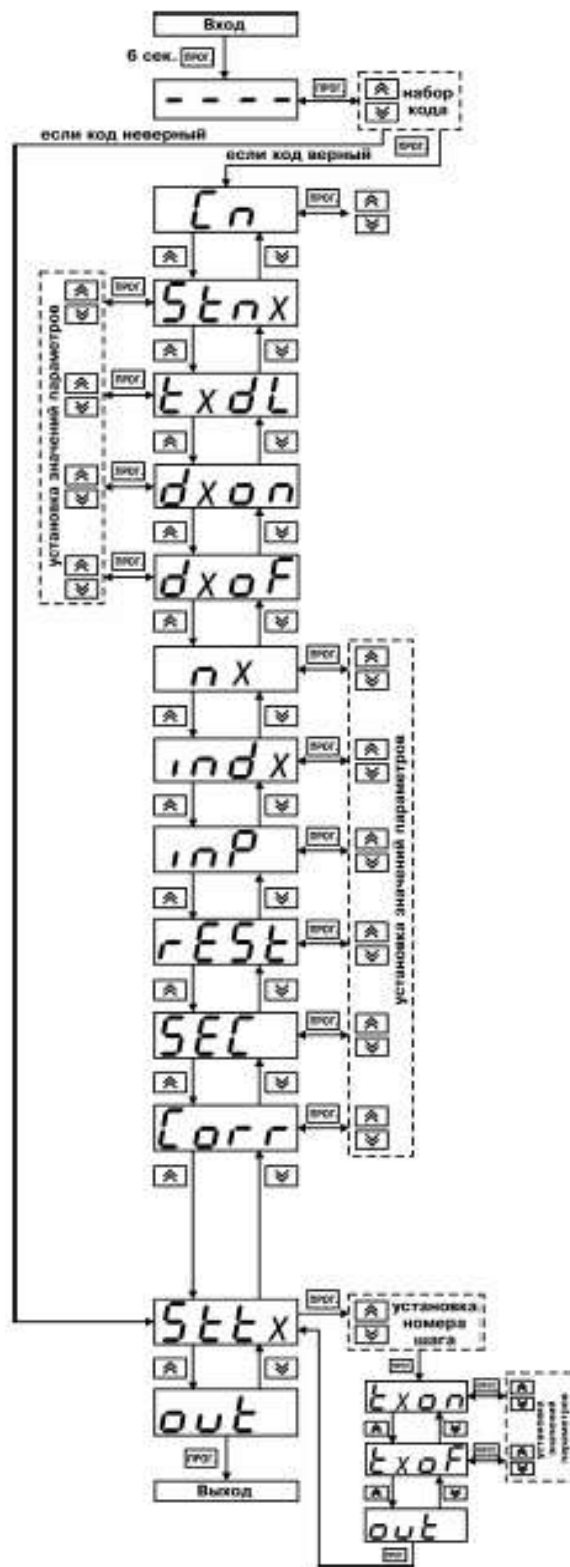 Вход
6 сек. ПРОГ.
- - - -
ПРОГ.
набор
кода
если код неверный
ПРОГ.
если код верный
Cn
ПРОГ.
StnX
ПРОГ.
tXdL
ПРОГ.
dXon
ПРОГ.
dXoF
ПРОГ.
установка значений параметров
nX
ПРОГ.
indX
ПРОГ.
inP
ПРОГ.
rESt
ПРОГ.
SEC
ПРОГ.
Corr
ПРОГ.
установка значений параметров
SttX
ПРОГ.
установка
номера
шага
ПРОГ.
out
ПРОГ.
Выход
tXon
ПРОГ.
tXoF
ПРОГ.
установка
значений
параметров
out
ПРОГ.